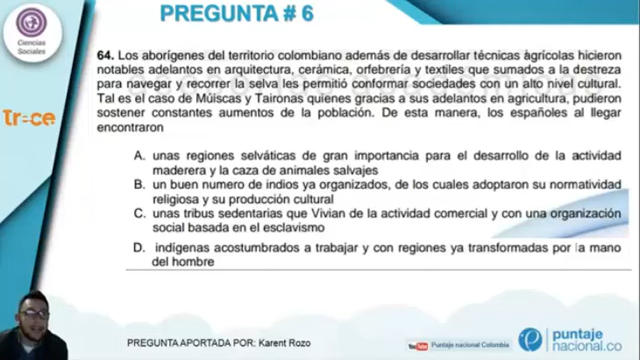 PREGUNTA # 6
Ciencias
Sociales
Tr=ce
64. Los aborígenes del territorio colombiano además de desarrollar técnicas agrícolas hicieron
notables adelantos en arquitectura, cerámica, orfebrería y textiles que sumados a la destreza
para navegar y recorrer la selva les permitió conformar sociedades con un alto nivel cultural.
Tal es el caso de Múiscas y Taironas quienes gracias a sus adelantos en agricultura, pudieron
sostener constantes aumentos de la población. De esta manera, los españoles al llegar
encontraron
A. unas regiones selváticas de gran importancia para el desarrollo de la actividad
maderera y la caza de animales salvajes
B. un buen numero de indios ya organizados, de los cuales adoptaron su normatividad
religiosa y su producción cultural
C. unas tribus sedentarias que Vivian de la actividad comercial y con una organización
social basada en el esclavismo
D. indígenas acostumbrados a trabajar y con regiones ya transformadas por la mano
del hombre
PREGUNTA APORTADA POR: Karent Rozo
You Tube Puntaje nacional Colombia
puntaje
nacional.co